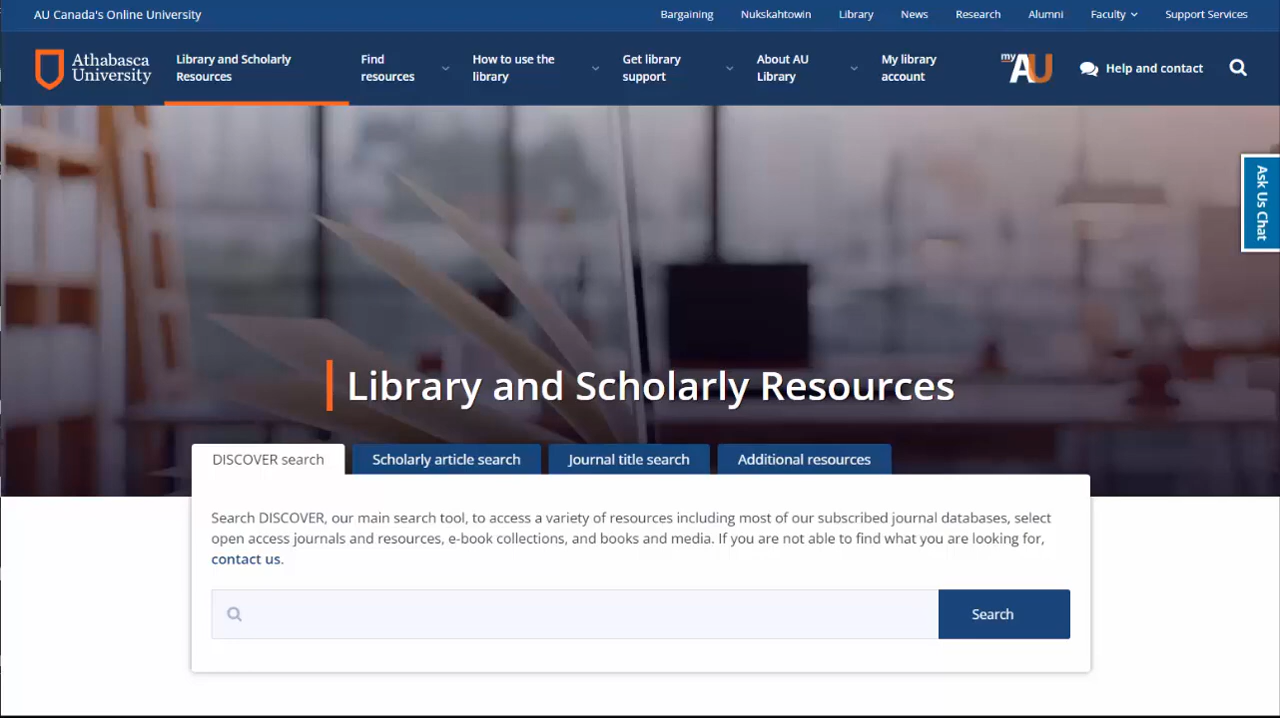 AU Canada's Online University
Bargaining
Nukskahtowin
Library
News
Research
Alumni
Faculty
Support Services
Athabasca
University
Library and Scholarly
Resources
Find
resources
How to use the
library
Get library
support
About AU
Library
My library
account
my
AU
Help and contact
Ask Us Chat
Library and Scholarly Resources
DISCOVER search
Scholarly article search
Journal title search
Additional resources
Search DISCOVER, our main search tool, to access a variety of resources including most of our subscribed journal databases, select
open access journals and resources, e-book collections, and books and media. If you are not able to find what you are looking for,
contact us.
Search